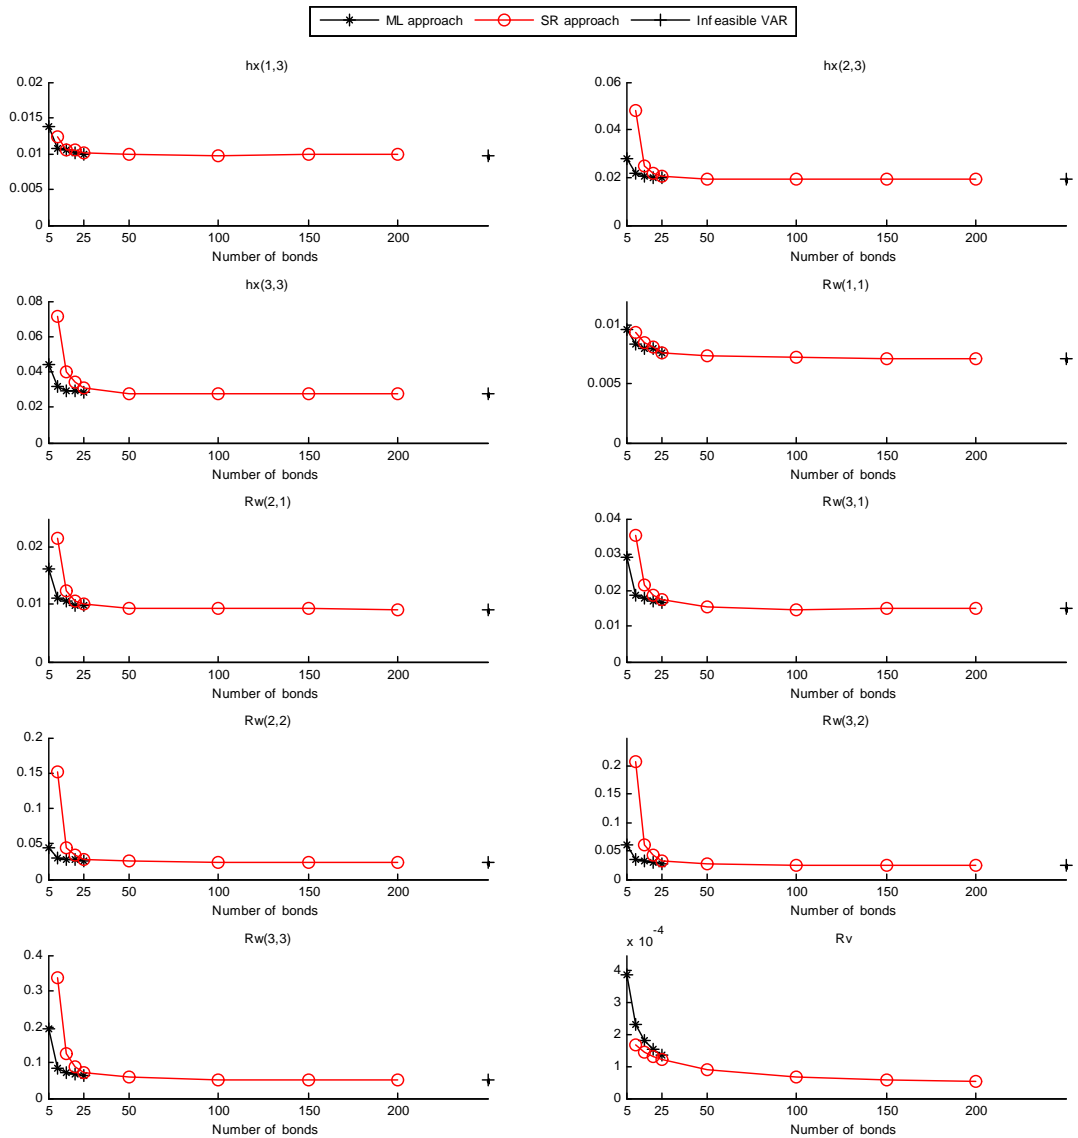 ML approach SR approach Infeasible VAR
hx(1,3)
0.02
0.015
0.01
0.005
0
5 25 50 100 150 200
Number of bonds
hx(2,3)
0.06
0.04
0.02
0
5 25 50 100 150 200
Number of bonds
hx(3,3)
0.08
0.06
0.04
0.02
0
5 25 50 100 150 200
Number of bonds
Rw(1,1)
0.01
0.005
0
5 25 50 100 150 200
Number of bonds
Rw(2,1)
0.02
0.01
0
5 25 50 100 150 200
Number of bonds
Rw(3,1)
0.04
0.03
0.02
0.01
0
5 25 50 100 150 200
Number of bonds
Rw(2,2)
0.2
0.15
0.1
0.05
0
5 25 50 100 150 200
Number of bonds
Rw(3,2)
0.2
0.15
0.1
0.05
0
5 25 50 100 150 200
Number of bonds
Rw(3,3)
0.4
0.3
0.2
0.1
0
5 25 50 100 150 200
Number of bonds
Rv
x 10^-4
4
3
2
1
0
5 25 50 100 150 200
Number of bonds